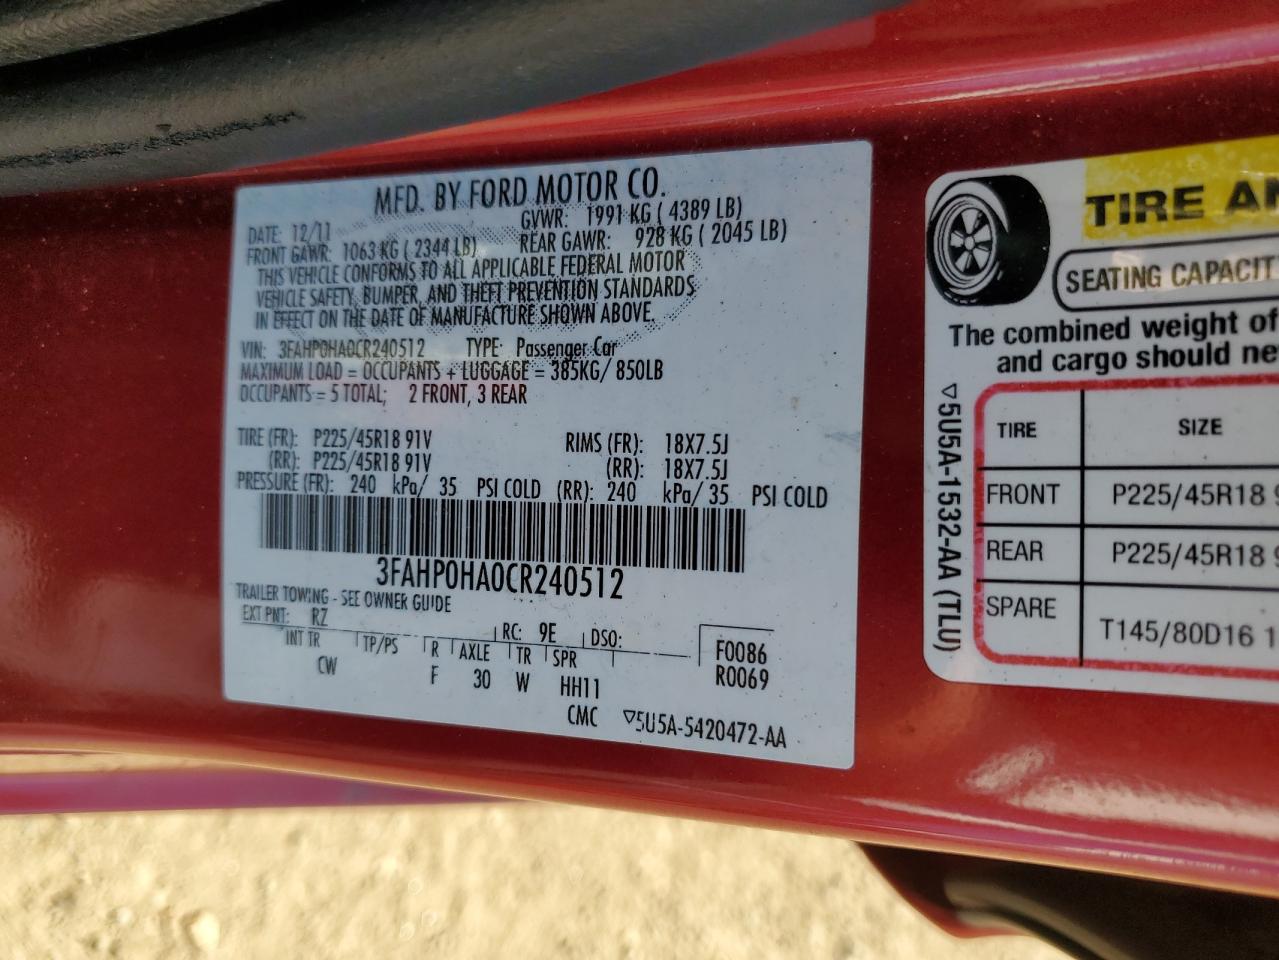 MFD. BY FORD MOTOR CO.
DATE: 12/11 GVWR: 1991 KG ( 4389 LB)
FRONT GAWR: 1063 KG ( 2344 LB) REAR GAWR: 928 KG ( 2045 LB)
THIS VEHICLE CONFORMS TO ALL APPLICABLE FEDERAL MOTOR
VEHICLE SAFETY, BUMPER, AND THEFT PREVENTION STANDARDS
IN EFFECT ON THE DATE OF MANUFACTURE SHOWN ABOVE.
VIN: 3FAHP0HA0CR240512 TYPE: Passenger Car
MAXIMUM LOAD = OCCUPANTS + LUGGAGE = 385KG/ 850LB
OCCUPANTS = 5 TOTAL; 2 FRONT, 3 REAR
TIRE (FR): P225/45R18 91V RIMS (FR): 18X7.5J
(RR): P225/45R18 91V (RR): 18X7.5J
PRESSURE (FR): 240 kPa/ 35 PSI COLD (RR): 240 kPa/ 35 PSI COLD
3FAHP0HA0CR240512
TRAILER TOWING - SEE OWNER GUIDE
EXT PNT: RZ RC: 9E DSO: F0086
INT TR TP/PS R AXLE TR SPR R0069
CW F 30 W HH11
CMC ▽5U5A-5420472-AA
TIRE
SEATING
The combined weight of
and cargo should
▽5U5A-1532-AA (TLU)
TIRE SIZE
FRONT P225/45R18
REAR P225/45R18
SPARE T145/80D16